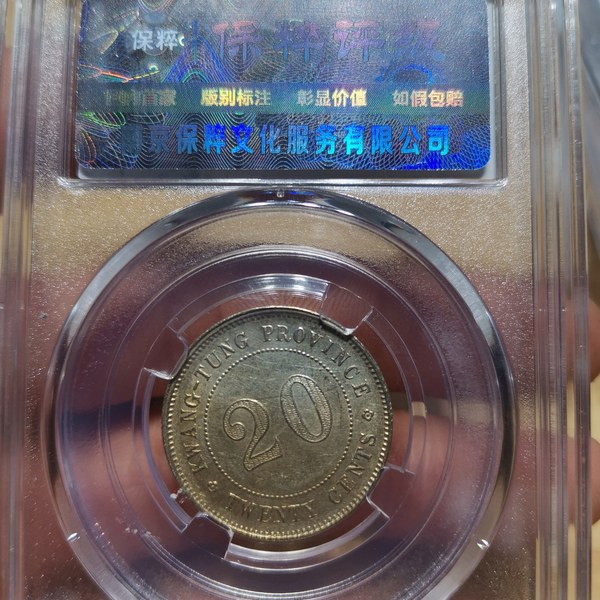 保粹 保粹评级
版别标注 彰显价值 如假包赔
京保粹文化服务有限公司
KWANG-TUNG PROVINCE
20
TWENTY CENTS